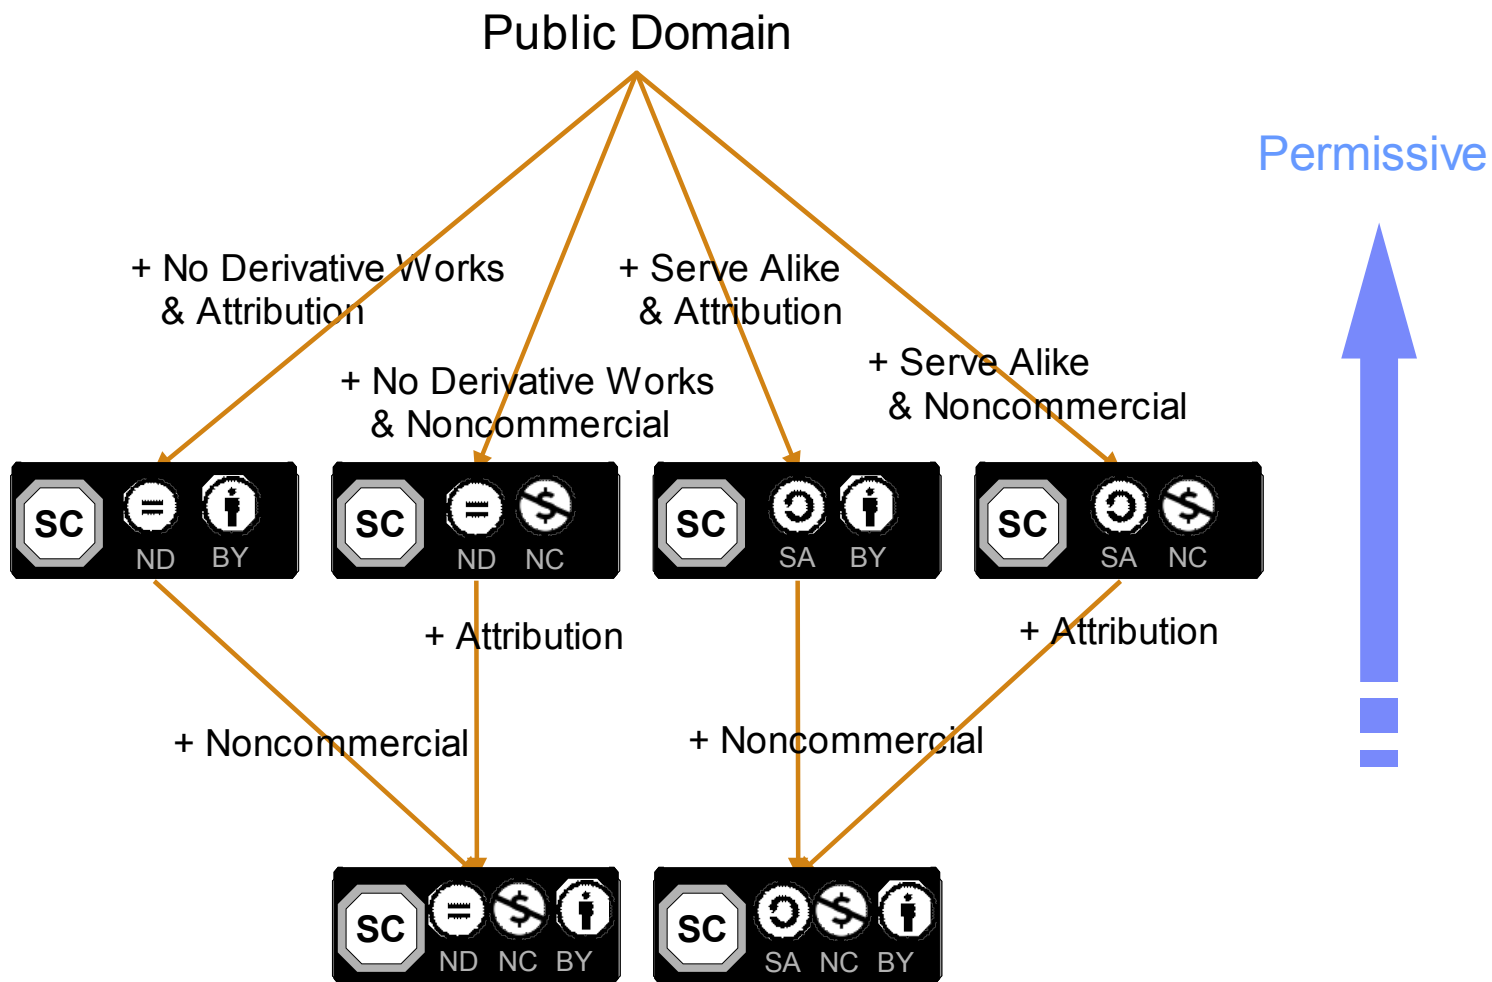 Public Domain
Permissive
+ No Derivative Works
& Attribution
+ Serve Alike
& Attribution
+ No Derivative Works
& Noncommercial
+ Serve Alike
& Noncommercial
SC ND BY
SC ND NC
SC SA BY
SC SA NC
+ Attribution
+ Attribution
+ Noncommercial
+ Noncommercial
SC ND NC BY
SC SA NC BY